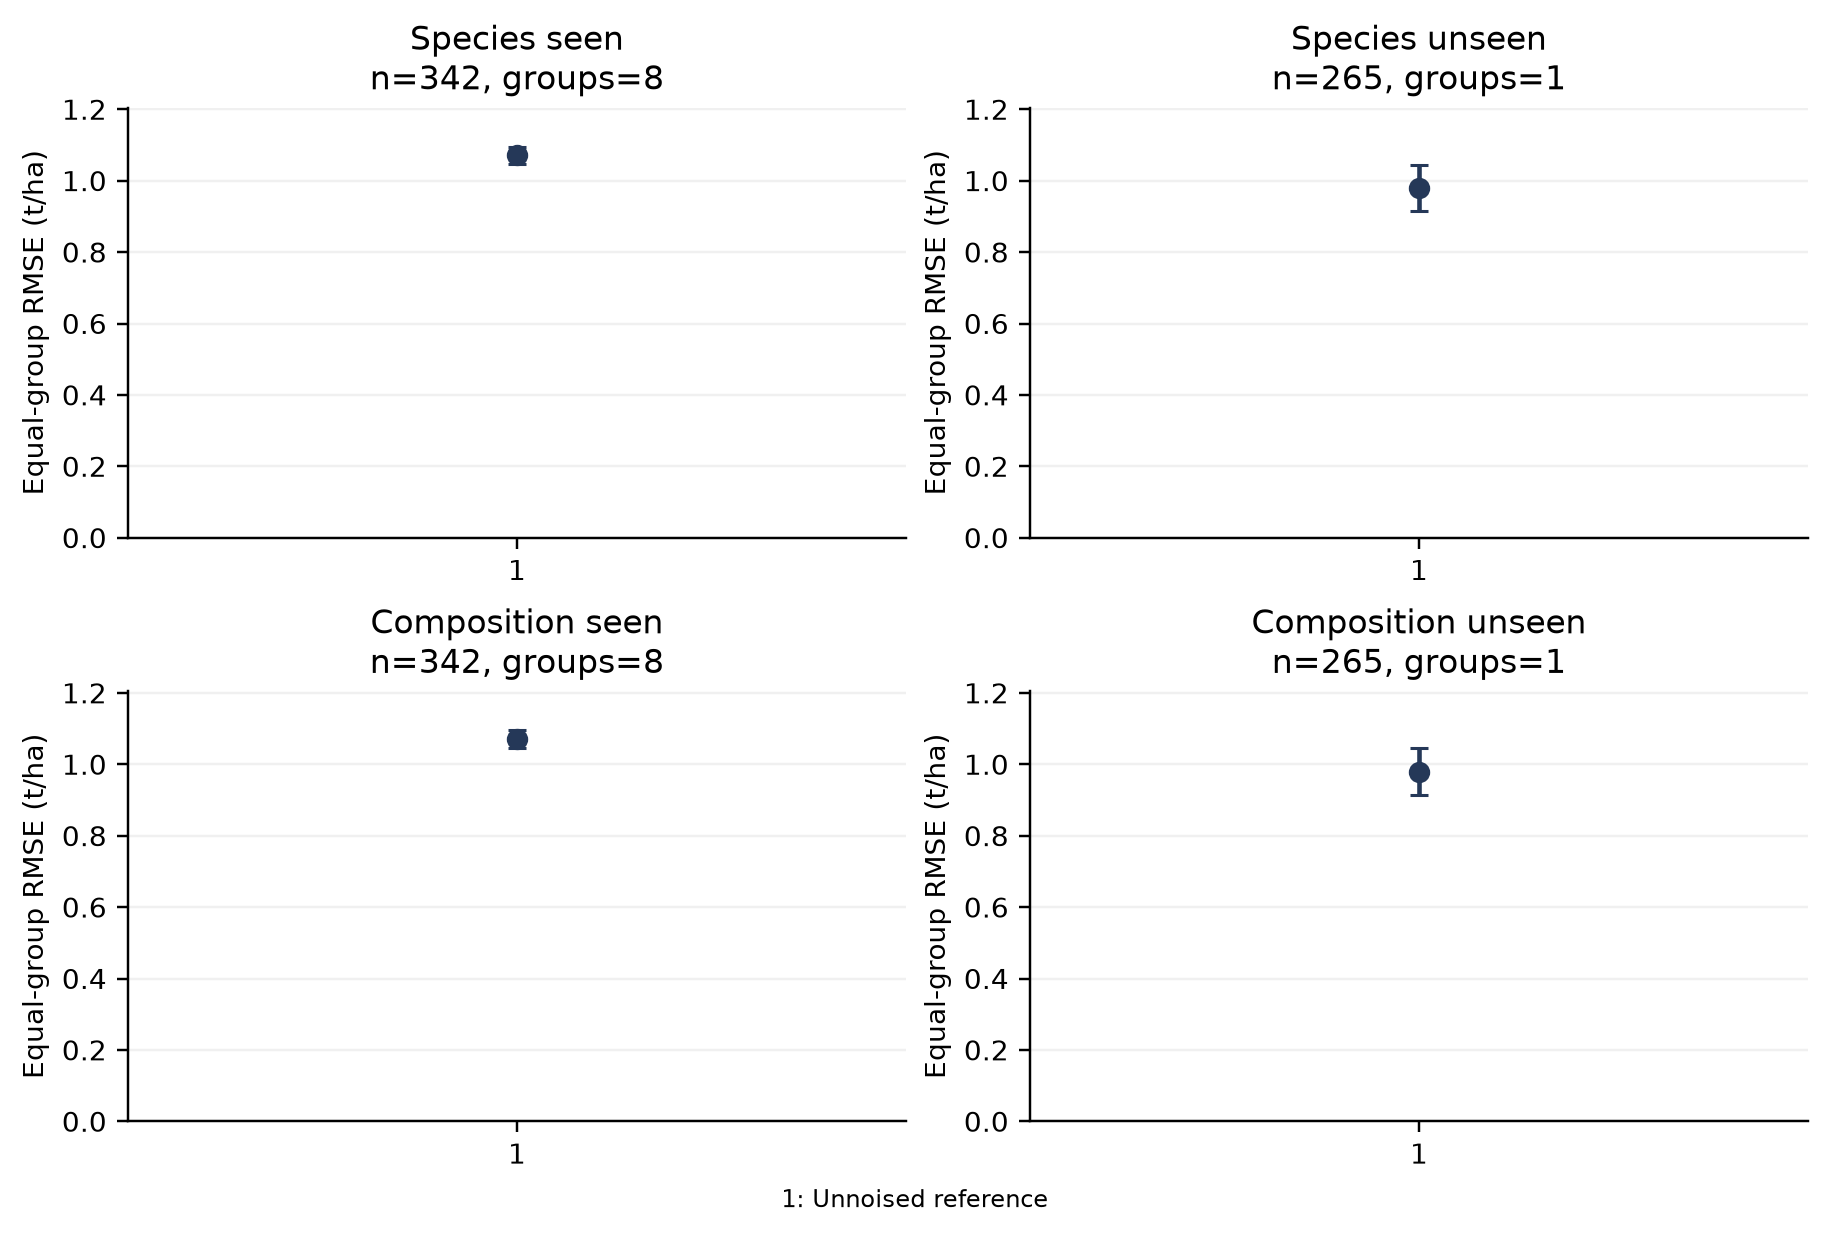 Species seen
n=342, groups=8
Equal-group RMSE (t/ha)
1.2
1.0
0.8
0.6
0.4
0.2
0.0
1
Species unseen
n=265, groups=1
Equal-group RMSE (t/ha)
1.2
1.0
0.8
0.6
0.4
0.2
0.0
1
Composition seen
n=342, groups=8
Equal-group RMSE (t/ha)
1.2
1.0
0.8
0.6
0.4
0.2
0.0
1
Composition unseen
n=265, groups=1
Equal-group RMSE (t/ha)
1.2
1.0
0.8
0.6
0.4
0.2
0.0
1
1: Unnoised reference